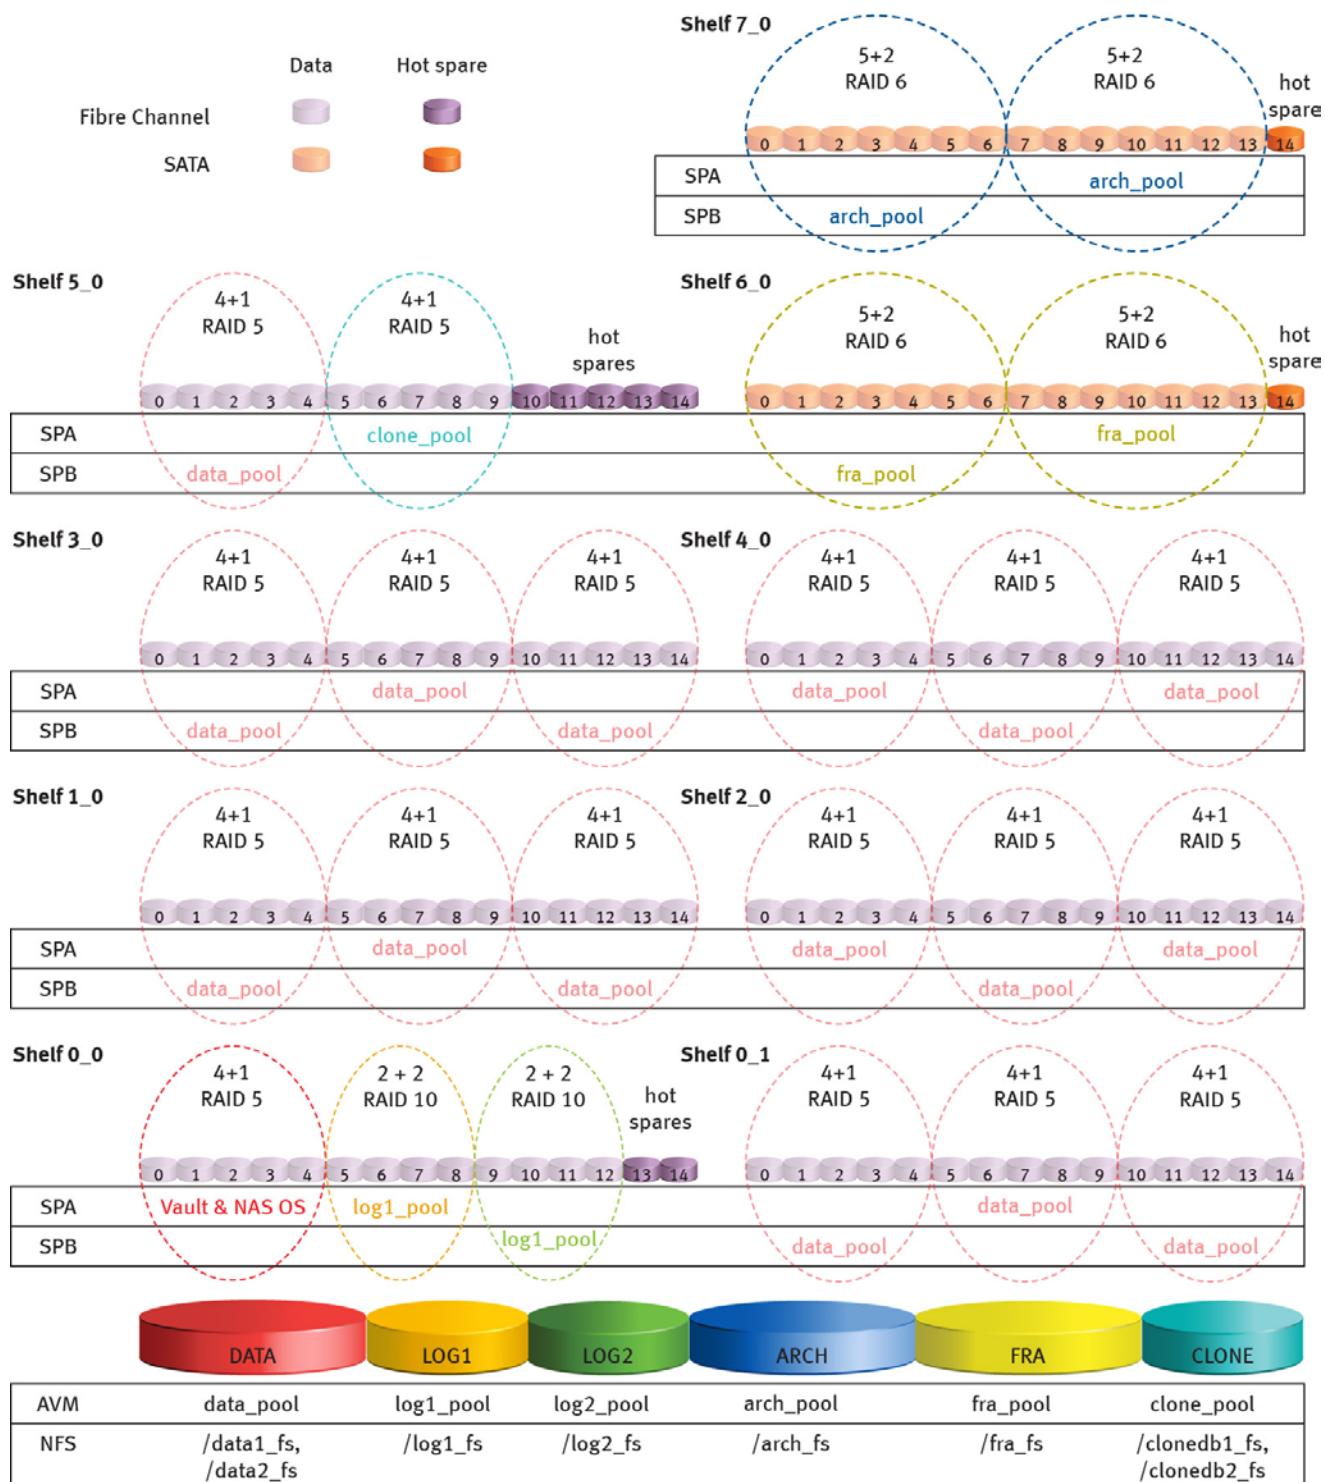 Shelf 7_0
Data Hot spare
Fibre Channel
SATA
5+2 5+2
RAID 6 RAID 6
hot
spare
0 1 2 3 4 5 6 7 8 9 10 11 12 13 14
SPA arch_pool
SPB arch_pool
Shelf 5_0
4+1 4+1
RAID 5 RAID 5
hot
spares
0 1 2 3 4 5 6 7 8 9 10 11 12 13 14
SPA clone_pool
SPB data_pool
Shelf 6_0
5+2 5+2
RAID 6 RAID 6
hot
spare
0 1 2 3 4 5 6 7 8 9 10 11 12 13 14
fra_pool
fra_pool
Shelf 3_0
4+1 4+1 4+1
RAID 5 RAID 5 RAID 5
0 1 2 3 4 5 6 7 8 9 10 11 12 13 14
SPA data_pool
SPB data_pool data_pool
Shelf 4_0
4+1 4+1 4+1
RAID 5 RAID 5 RAID 5
0 1 2 3 4 5 6 7 8 9 10 11 12 13 14
data_pool data_pool
data_pool
Shelf 1_0
4+1 4+1 4+1
RAID 5 RAID 5 RAID 5
0 1 2 3 4 5 6 7 8 9 10 11 12 13 14
SPA data_pool
SPB data_pool data_pool
Shelf 2_0
4+1 4+1 4+1
RAID 5 RAID 5 RAID 5
0 1 2 3 4 5 6 7 8 9 10 11 12 13 14
data_pool data_pool
data_pool
Shelf 0_0
4+1 2 + 2 2 + 2
RAID 5 RAID 10 RAID 10
hot
spares
0 1 2 3 4 5 6 7 8 9 10 11 12 13 14
SPA Vault & NAS OS log1_pool
SPB log1_pool
Shelf 0_1
4+1 4+1 4+1
RAID 5 RAID 5 RAID 5
0 1 2 3 4 5 6 7 8 9 10 11 12 13 14
data_pool
data_pool data_pool
DATA LOG1 LOG2 ARCH FRA CLONE
AVM data_pool log1_pool log2_pool arch_pool fra_pool clone_pool
NFS /data1_fs, /log1_fs /log2_fs /arch_fs /fra_fs /clonedb1_fs,
/data2_fs /clonedb2_fs